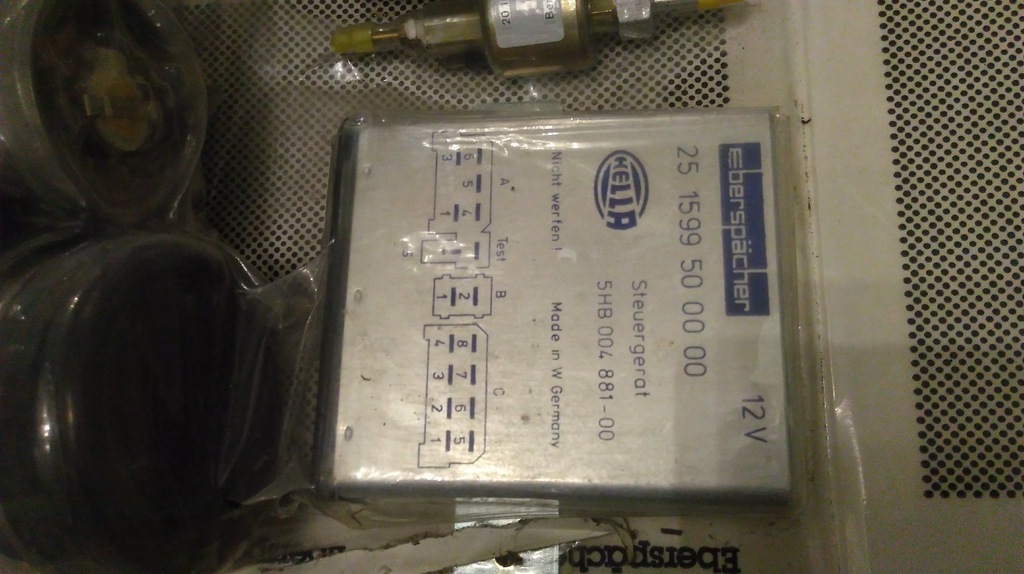 Eberspächer
12V
25 1599 50 00 00
HELLA
Steuergerät
5HB 004 881-00
Nicht werfen !
Made in W. Germany
A
Test
B
C
6 5 4
3 1
2
1
8 7 6 5
4 3 2 1
201
Eberspäch